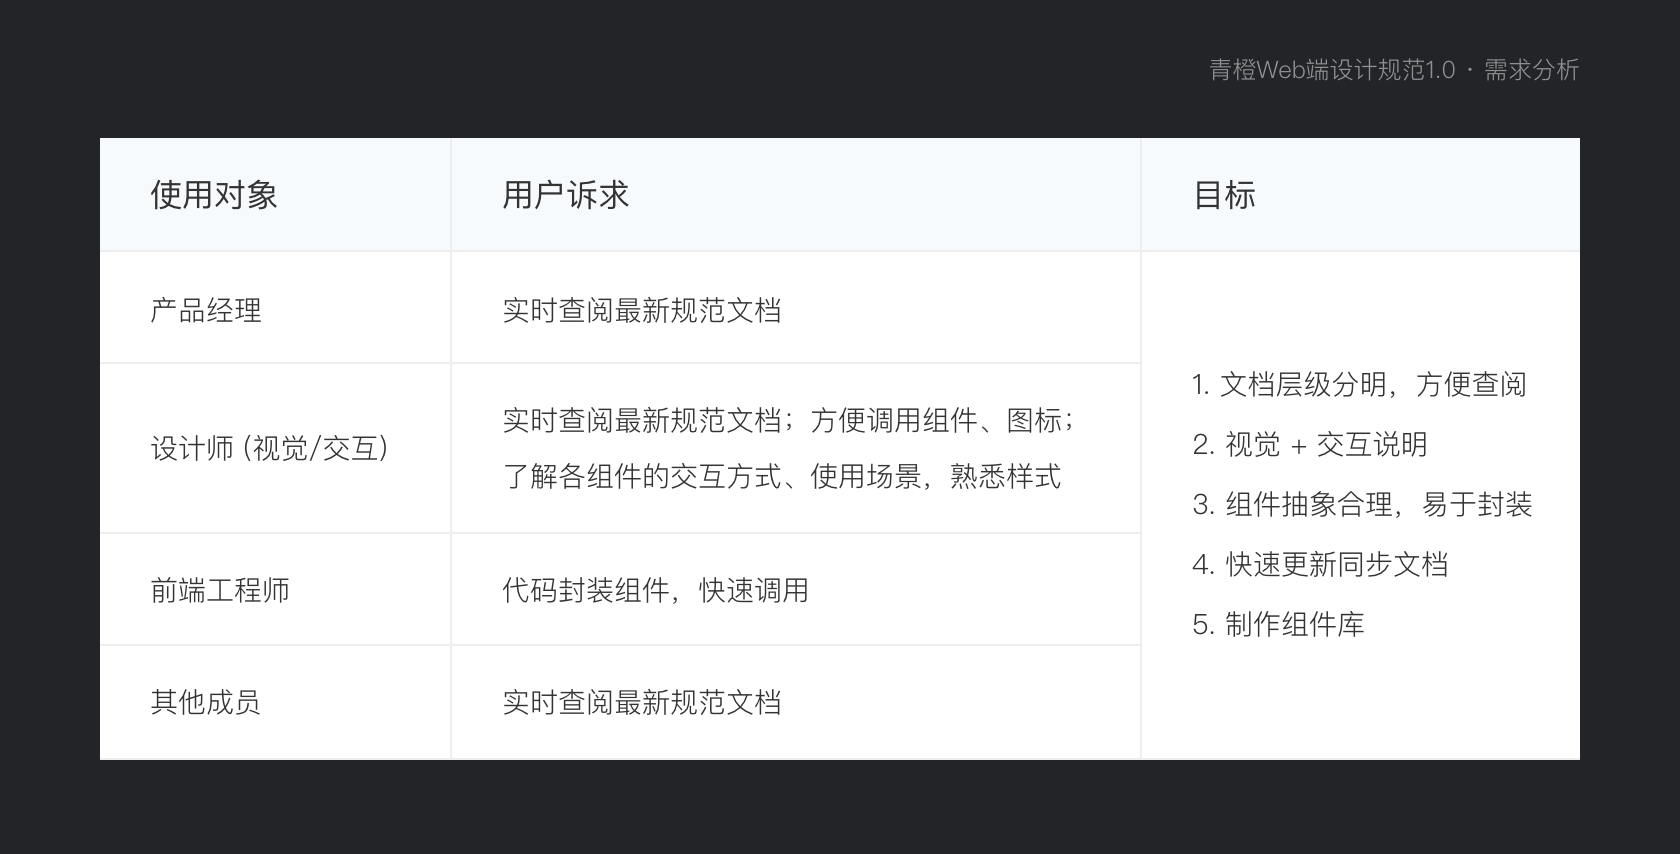 青橙Web端设计规范1.0 · 需求分析
使用对象
用户诉求
目标
产品经理
实时查阅最新规范文档
设计师（视觉/交互）
实时查阅最新规范文档；方便调用组件、图标；
了解各组件的交互方式、使用场景，熟悉样式
前端工程师
代码封装组件，快速调用
其他成员
实时查阅最新规范文档
1. 文档层级分明，方便查阅
2. 视觉 + 交互说明
3. 组件抽象合理，易于封装
4. 快速更新同步文档
5. 制作组件库